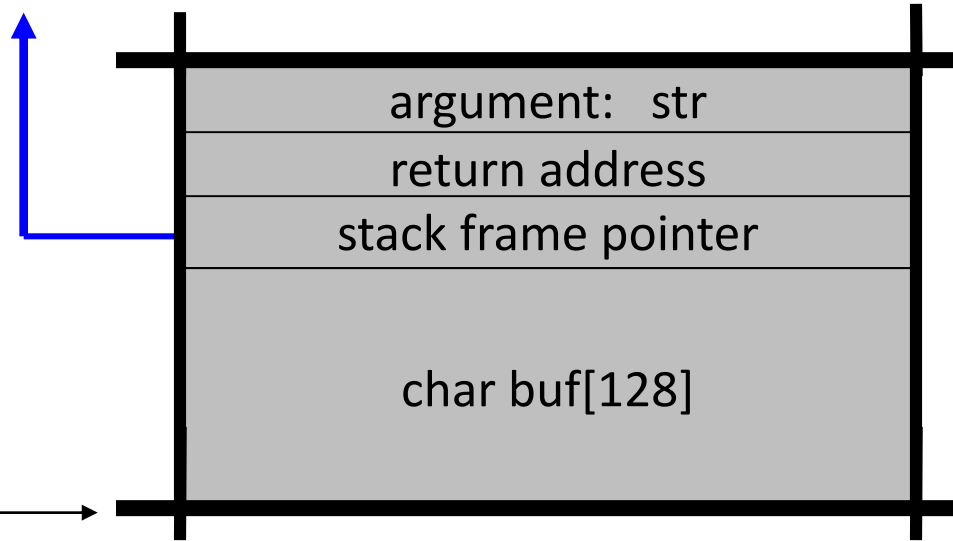 argument: str
return address
stack frame pointer
char buf[128]